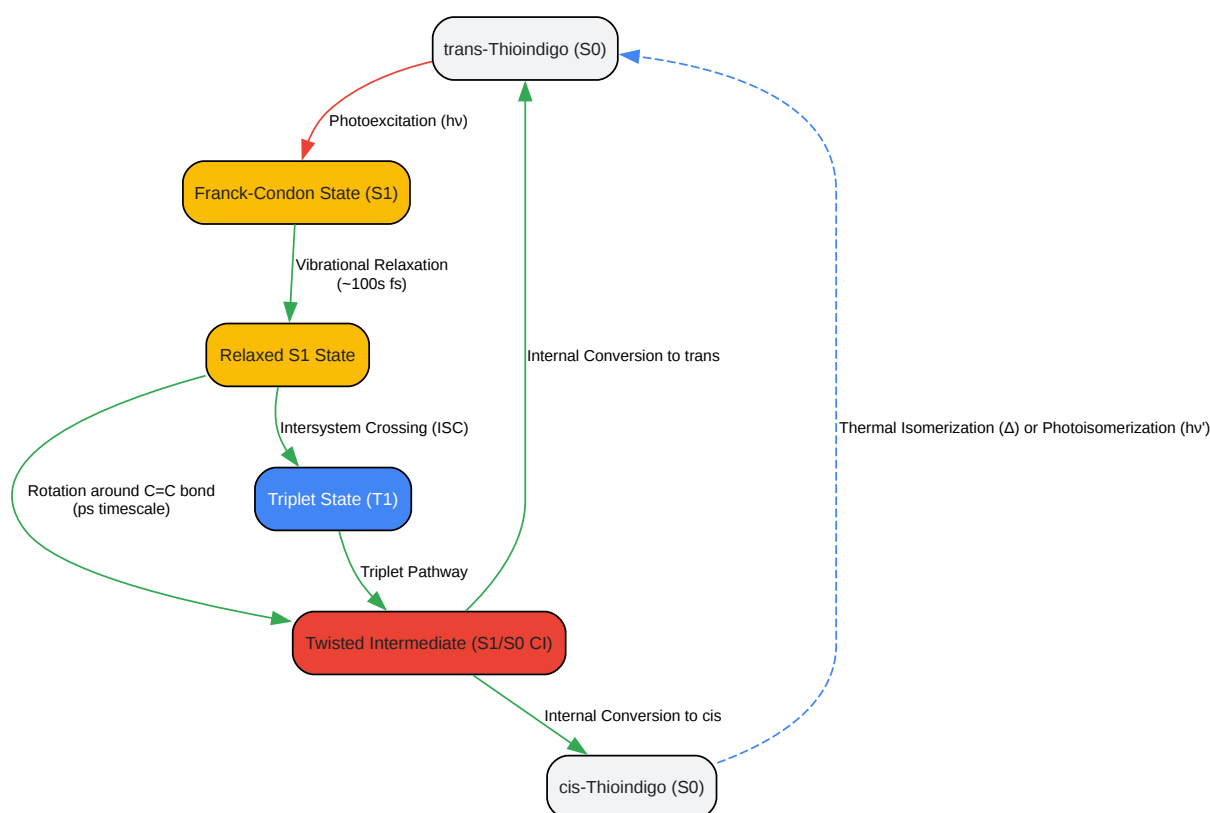 trans-Thioindigo (S0)
Photoexcitation (hν)
Franck-Condon State (S1)
Vibrational Relaxation
(~100s fs)
Relaxed S1 State
Internal Conversion to trans
Intersystem Crossing (ISC)
Thermal Isomerization (Δ) or Photoisomerization (hν')
Rotation around C=C bond
(ps timescale)
Triplet State (T1)
Triplet Pathway
Twisted Intermediate (S1/S0 CI)
Internal Conversion to cis
cis-Thioindigo (S0)